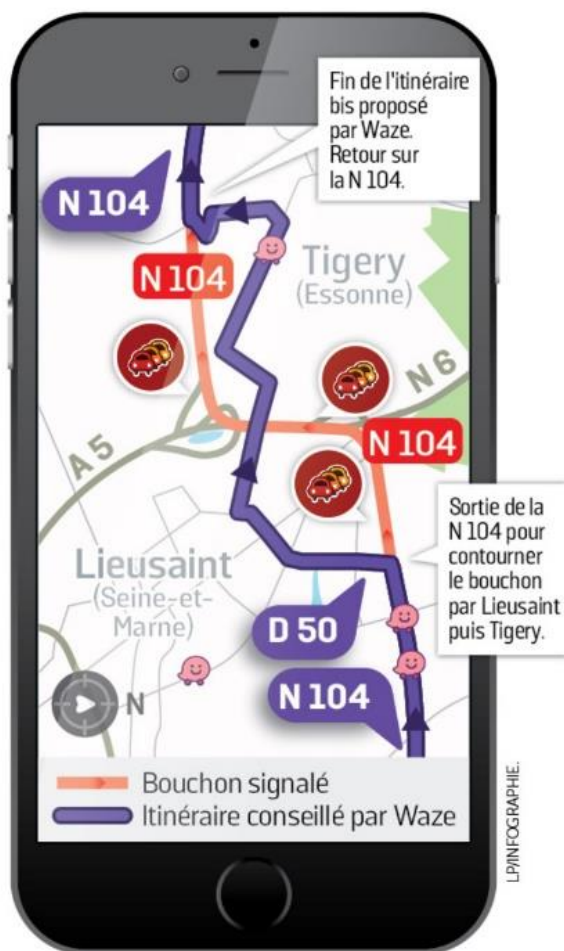 Fin de l'itinéraire
bis proposé
par Waze.
Retour sur
la N 104.
N 104
Tigery
(Essonne)
N 104
N 6
N 104
A 5
Sortie de la
N 104 pour
contourner
le bouchon
par Lieusaint
puis Tigery.
Lieusaint
(Seine-et-
Marne)
D 50
N 104
N
Bouchon signalé
Itinéraire conseillé par Waze
LP/INFOGRAPHIE.